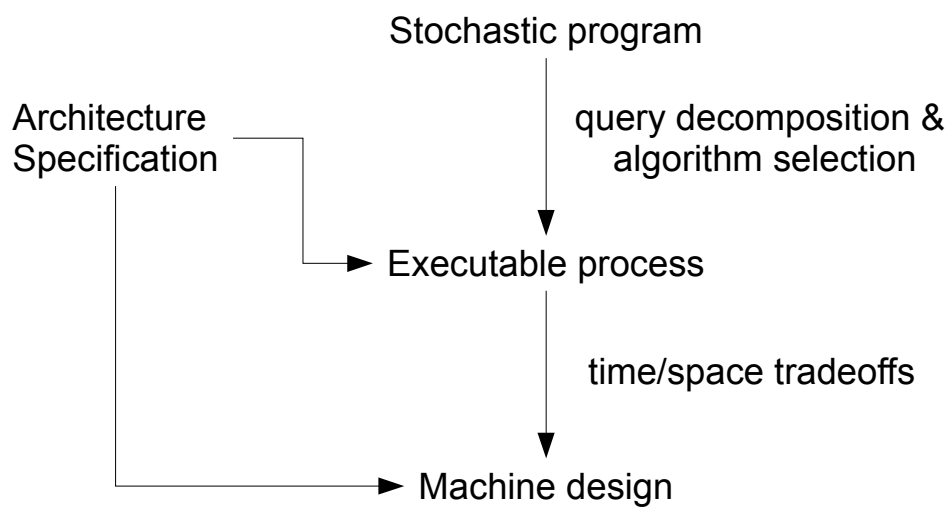 Stochastic program
Architecture
Specification
query decomposition &
algorithm selection
Executable process
time/space tradeoffs
Machine design